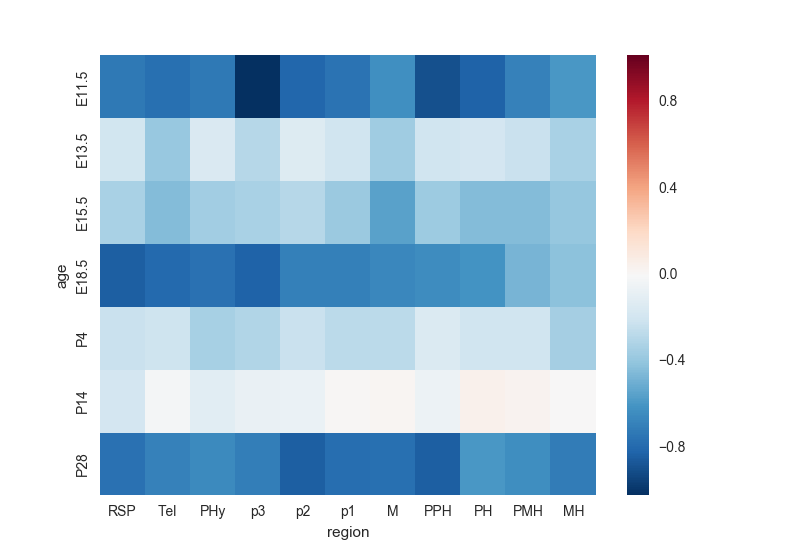 age
E11.5
E13.5
E15.5
E18.5
P4
P14
P28
RSP Tel PHy p3 p2 p1 M PPH PH PMH MH
region
0.8
0.4
0.0
−0.4
−0.8